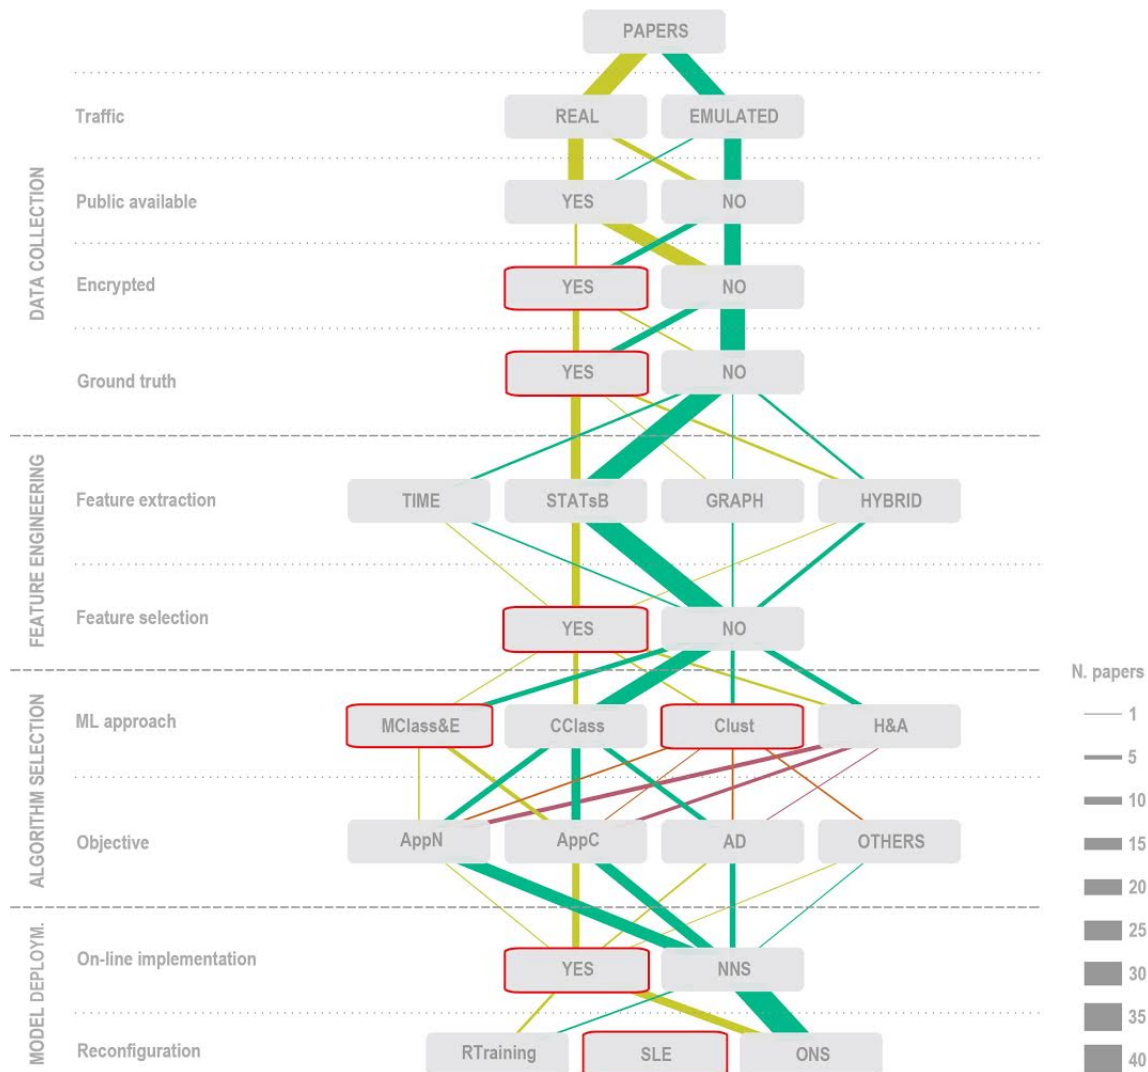 PAPERS
Traffic
REAL
EMULATED
Public available
YES
NO
DATA COLLECTION
Encrypted
YES
NO
Ground truth
YES
NO
FEATURE ENGINEERING
Feature extraction
TIME
STATsB
GRAPH
HYBRID
Feature selection
YES
NO
ALGORITHM SELECTION
ML approach
MClass&E
CClass
Clust
H&A
Objective
AppN
AppC
AD
OTHERS
MODEL DEPLOYM.
On-line implementation
YES
NNS
Reconfiguration
RTraining
SLE
ONS
N. papers
1
5
10
15
20
25
30
35
40